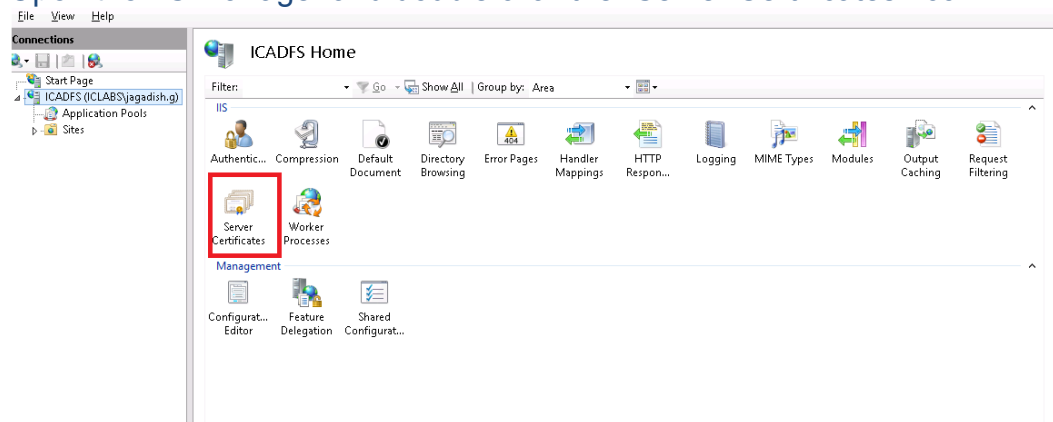 File View Help
Connections
Start Page
ICADFS (ICLABS\jagadish.g)
Application Pools
Sites
ICADFS Home
Filter: Go Show All Group by: Area
IIS
Authentic... Compression Default Document Directory Browsing Error Pages Handler Mappings HTTP Respon... Logging MIME Types Modules Output Caching Request Filtering
404
Server Certificates Worker Processes
Management
Configurat... Editor Feature Delegation Shared Configurat...